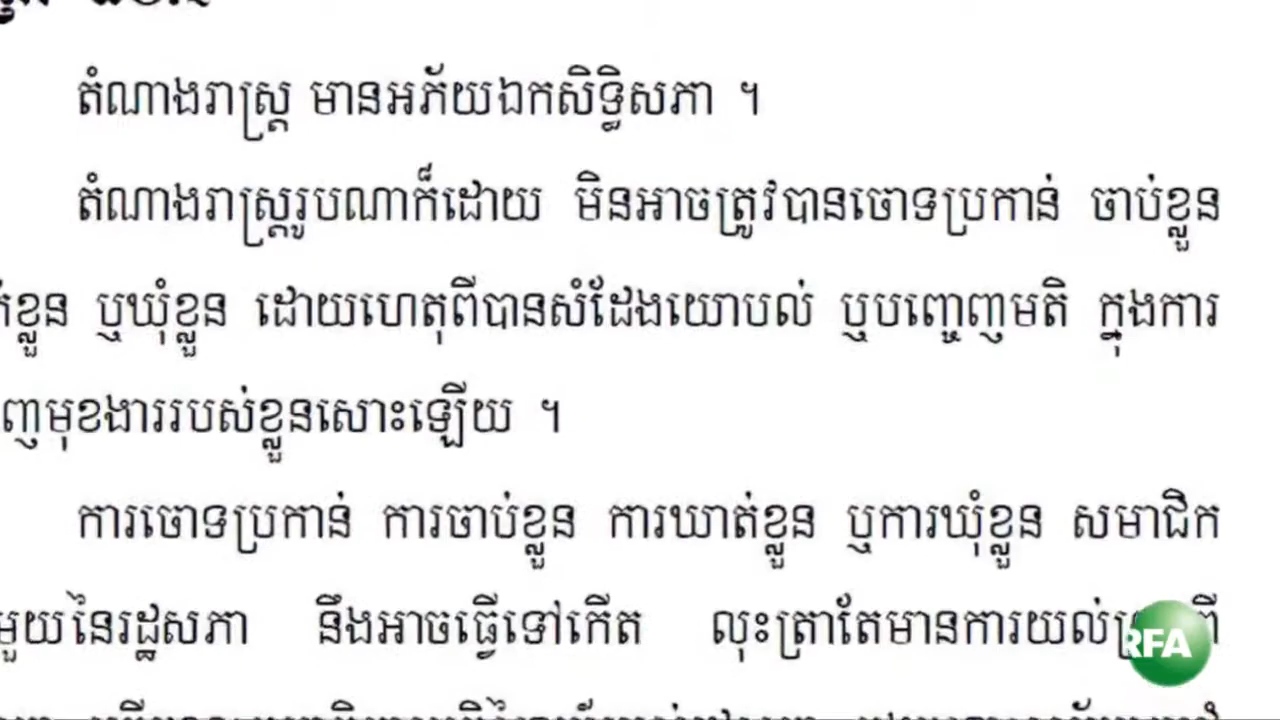 តំណាងរាស្ត្រ មានអភ័យឯកសិទ្ធិសភា ។
តំណាងរាស្ត្ររូបណាក៏ដោយ មិនអាចត្រូវបានចោទប្រកាន់ ចាប់ខ្លួន
ខ្លួន ឬឃុំខ្លួន ដោយហេតុពីបានសំដែងយោបល់ ឬបញ្ចេញមតិ ក្នុងការ
មុខងាររបស់ខ្លួនសោះឡើយ ។
ការចោទប្រកាន់ ការចាប់ខ្លួន ការឃាត់ខ្លួន ឬការឃុំខ្លួន សមាជិក
មួយនៃរដ្ឋសភា នឹងអាចធ្វើទៅកើត លុះត្រាតែមានការយល់
RFA